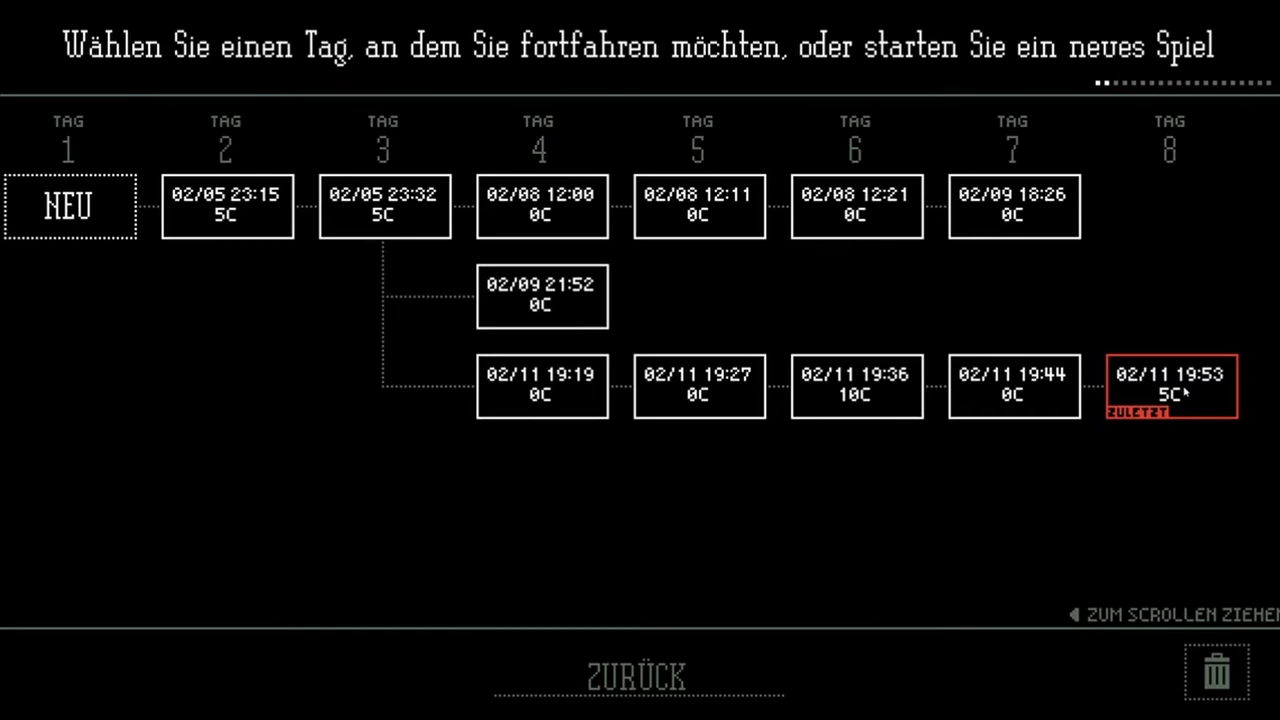 Wählen Sie einen Tag, an dem Sie fortfahren möchten, oder starten Sie ein neues Spiel
TAG TAG TAG TAG TAG TAG TAG TAG
1 2 3 4 5 6 7 8
NEU 02/05 23:15 02/05 23:32 02/08 12:00 02/08 12:11 02/08 12:21 02/09 18:26
5C 5C 0C 0C 0C 0C
02/09 21:52
0C
02/11 19:19 02/11 19:27 02/11 19:36 02/11 19:44 02/11 19:53
0C 0C 10C 0C 5C
ZULETZT
ZUM SCROLLEN ZIEHEN
ZURÜCK